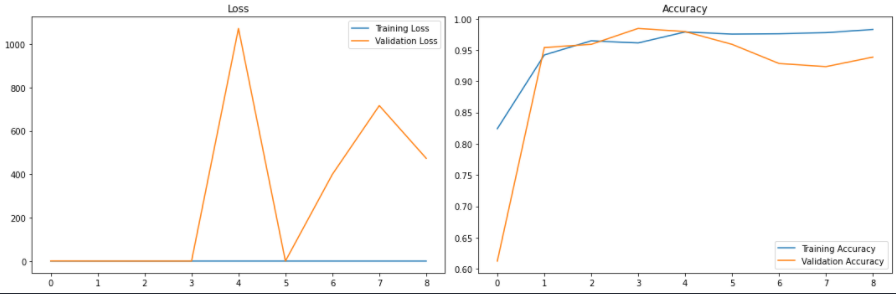 Loss
Training Loss
Validation Loss
1000
800
600
400
200
0
0 1 2 3 4 5 6 7 8
Accuracy
1.00
0.95
0.90
0.85
0.80
0.75
0.70
0.65
0.60
Training Accuracy
Validation Accuracy
0 1 2 3 4 5 6 7 8